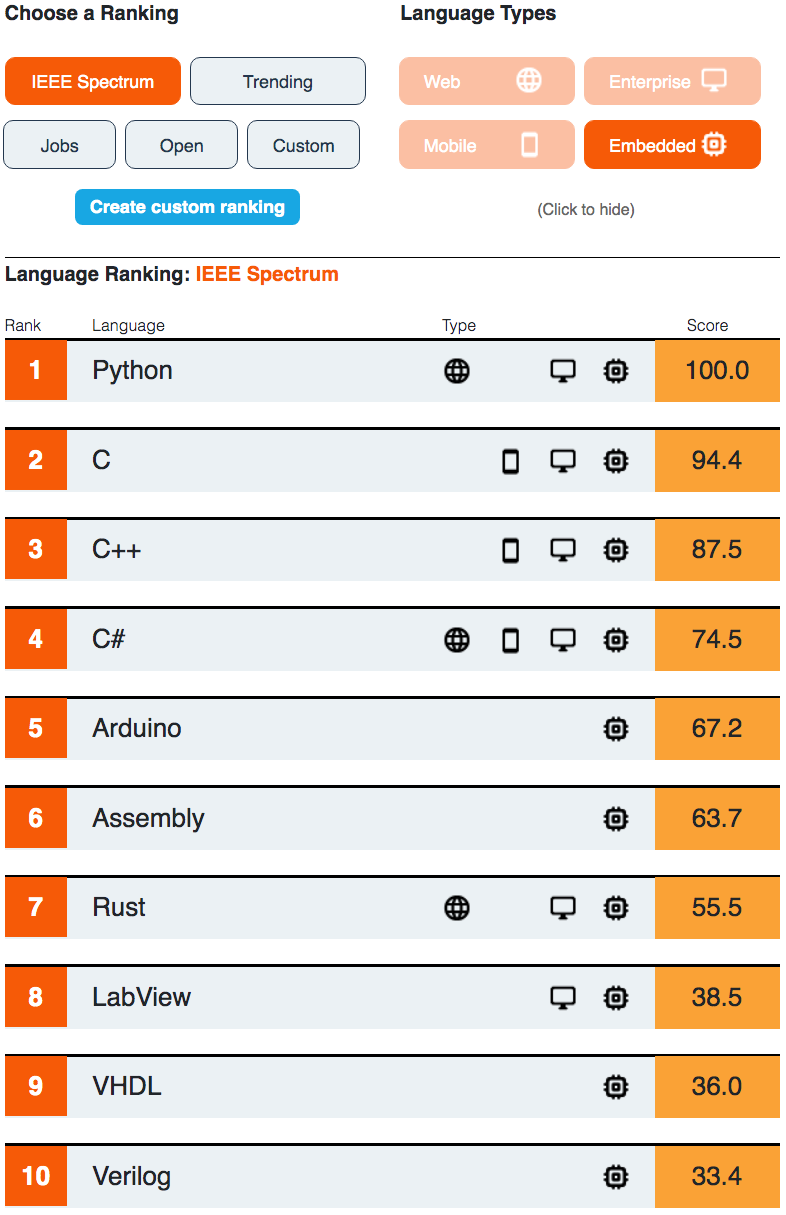 Choose a Ranking
Language Types
IEEE Spectrum
Trending
Web
Enterprise
Jobs
Open
Custom
Mobile
Embedded
Create custom ranking
(Click to hide)
Language Ranking: IEEE Spectrum
Rank Language Type Score
1 Python 100.0
2 C 94.4
3 C++ 87.5
4 C# 74.5
5 Arduino 67.2
6 Assembly 63.7
7 Rust 55.5
8 LabView 38.5
9 VHDL 36.0
10 Verilog 33.4